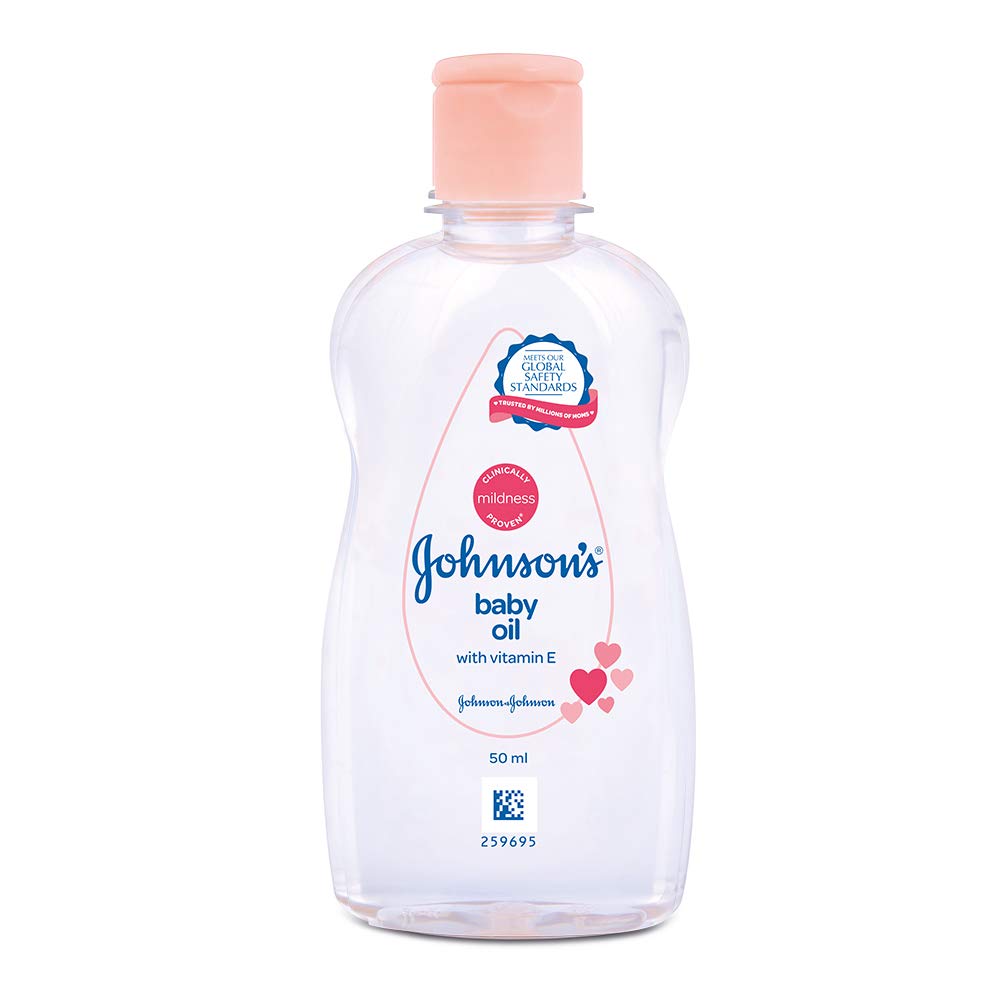 MEETS OUR
GLOBAL
SAFETY
STANDARDS
♥ TRUSTED BY MILLIONS OF MOMS ♥
CLINICALLY
mildness
PROVEN®
Johnson's®
baby
oil
with vitamin E
Johnson & Johnson
50 ml
259695